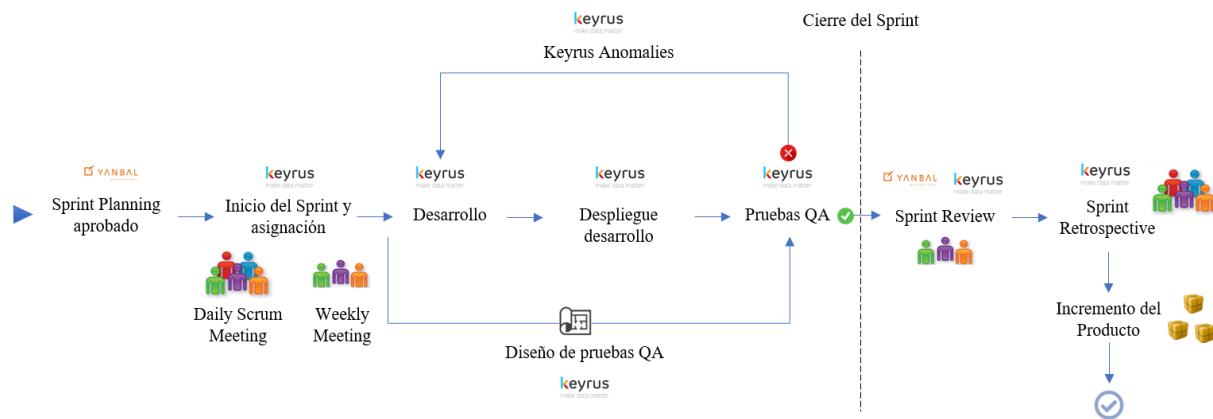 keyrus
make data matter
Keyrus Anomalies
Cierre del Sprint
YANBAL
INTERNATIONAL
Sprint Planning
aprobado
keyrus
make data matter
Inicio del Sprint y
asignación
Daily Scrum
Meeting
Weekly
Meeting
keyrus
make data matter
Desarrollo
keyrus
make data matter
Despliegue
desarrollo
keyrus
make data matter
Pruebas QA
Diseño de pruebas QA
keyrus
make data matter
YANBAL
INTERNATIONAL
keyrus
make data matter
Sprint Review
keyrus
make data matter
Sprint
Retrospective
Incremento del
Producto